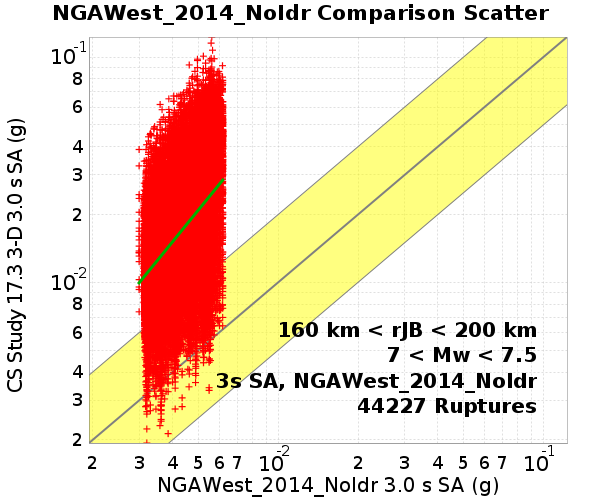 NGAWest_2014_NoIdr Comparison Scatter
CS Study 17.3 3-D 3.0 s SA (g)
10-1
8
6
4
3
2
10-2
8
6
4
3
2
160 km < rJB < 200 km
7 < Mw < 7.5
3s SA, NGAWest_2014_NoIdr
44227 Ruptures
2 3 4 5 6 7 10-2 2 3 4 5 6 7 10-1
NGAWest_2014_NoIdr 3.0 s SA (g)